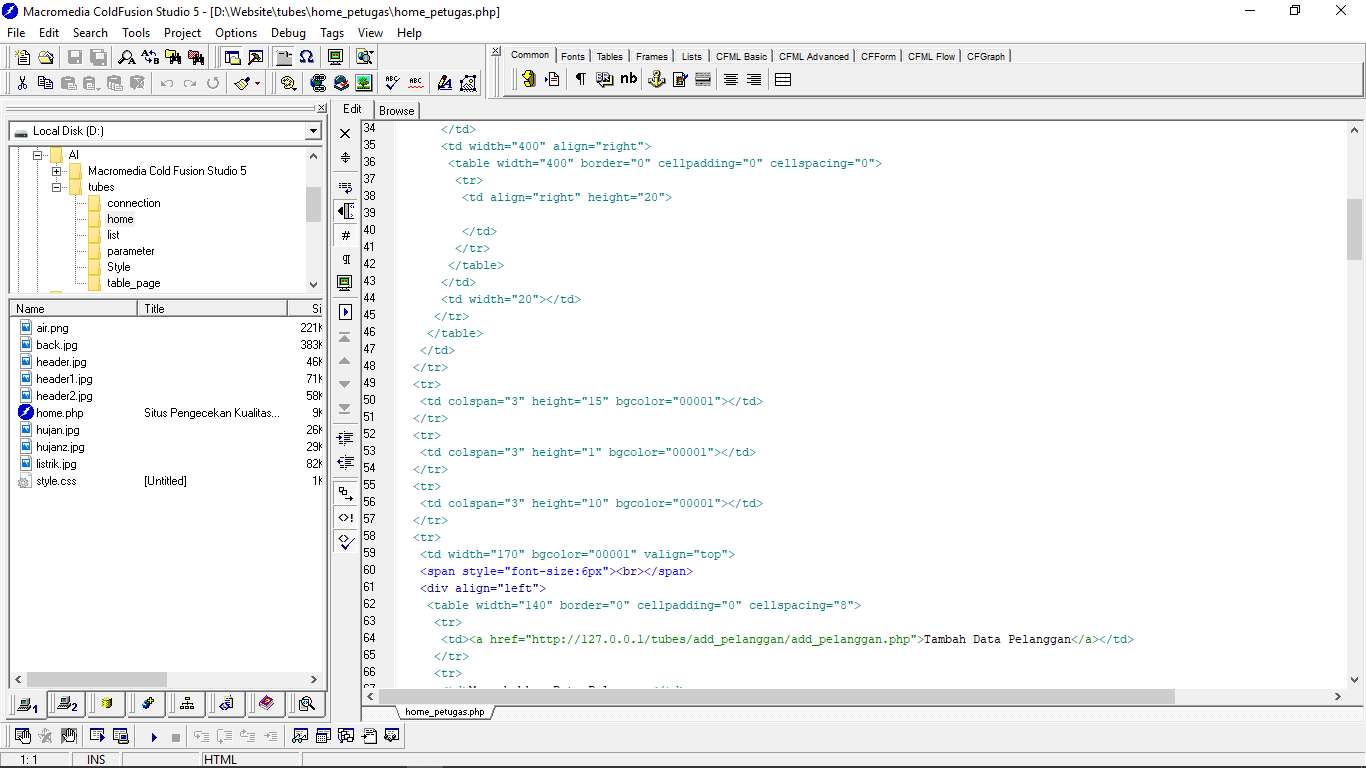 Macromedia ColdFusion Studio 5 - [D:\Website\tubes\home_petugas\home_petugas.php]
File Edit Search Tools Project Options Debug Tags View Help
Common Fonts Tables Frames Lists CFML Basic CFML Advanced CFForm CFML Flow CFGraph
nb
Edit Browse
Local Disk (D:)
AI
Macromedia Cold Fusion Studio 5
tubes
connection
home
list
parameter
Style
table_page
Name Title Si
air.png 221K
back.jpg 383K
header.jpg 46K
header1.jpg 71K
header2.jpg 58K
home.php Situs Pengecekan Kualitas... 9K
hujan.jpg 26K
hujanz.jpg 29K
listrik.jpg 82K
style.css [Untitled] 1K
34 </td>
35 <td width="400" align="right">
36 <table width="400" border="0" cellpadding="0" cellspacing="0">
37 <tr>
38 <td align="right" height="20">
39
40 </td>
41 </tr>
42 </table>
43 </td>
44 <td width="20"></td>
45 </tr>
46 </table>
47 </td>
48 </tr>
49 <tr>
50 <td colspan="3" height="15" bgcolor="00001"></td>
51 </tr>
52 <tr>
53 <td colspan="3" height="1" bgcolor="00001"></td>
54 </tr>
55 <tr>
56 <td colspan="3" height="10" bgcolor="00001"></td>
57 </tr>
58 <tr>
59 <td width="170" bgcolor="00001" valign="top">
60 <span style="font-size:6px"><br></span>
61 <div align="left">
62 <table width="140" border="0" cellpadding="0" cellspacing="8">
63 <tr>
64 <td><a href="http://127.0.0.1/tubes/add_pelanggan/add_pelanggan.php">Tambah Data Pelanggan</a></td>
65 </tr>
66 <tr>
67
home_petugas.php
1: 1 INS HTML